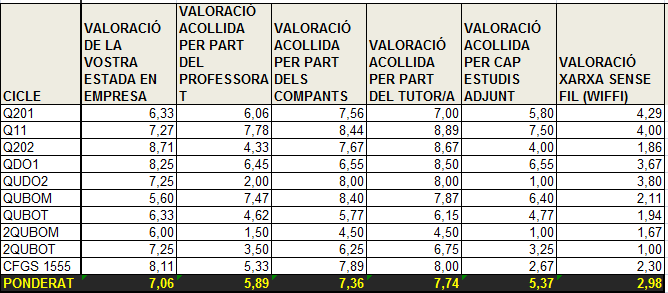 CICLE VALORACIÓ DE LA VOSTRA ESTADA EN EMPRESA VALORACIÓ ACOLLIDA PER PART DEL PROFESSORAT VALORACIÓ ACOLLIDA PER PART DELS COMPANTS VALORACIÓ ACOLLIDA PER PART DEL TUTOR/A VALORACIÓ ACOLLIDA PER CAP ESTUDIS ADJUNT VALORACIÓ XARXA SENSE FIL (WIFFI)
Q201 6,33 6,06 7,56 7,00 5,80 4,29
Q11 7,27 7,78 8,44 8,89 7,50 4,00
Q202 8,71 4,33 7,67 8,67 4,00 1,86
QDO1 8,25 6,45 6,55 8,50 6,55 3,67
QUDO2 7,25 2,00 8,00 8,00 1,00 3,80
QUBOM 5,60 7,47 8,40 7,87 6,40 2,11
QUBOT 6,33 4,62 5,77 6,15 4,77 1,94
2QUBOM 6,00 1,50 4,50 4,50 1,00 1,67
2QUBOT 7,25 3,50 6,25 6,75 3,25 1,00
CFGS 1555 8,11 5,33 7,89 8,00 2,67 2,30
PONDERAT 7,06 5,89 7,36 7,74 5,37 2,98